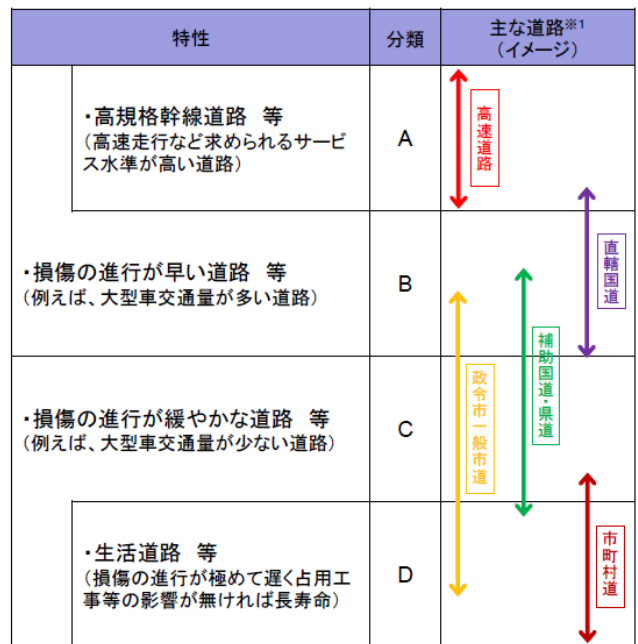 特性
分類
主な道路※1
(イメージ)
・高規格幹線道路 等
(高速走行など求められるサービ
ス水準が高い道路)
A
高速道路
・損傷の進行が早い道路 等
(例えば、大型車交通量が多い道路)
B
直轄国道
補助国道・県道
・損傷の進行が緩やかな道路 等
(例えば、大型車交通量が少ない道路)
C
政令市一般市道
・生活道路 等
(損傷の進行が極めて遅く占用工
事等の影響が無ければ長寿命)
D
市町村道